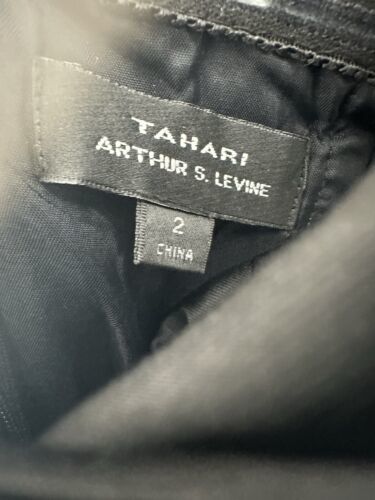 TAHARI
ARTHUR S. LEVINE
2
CHINA